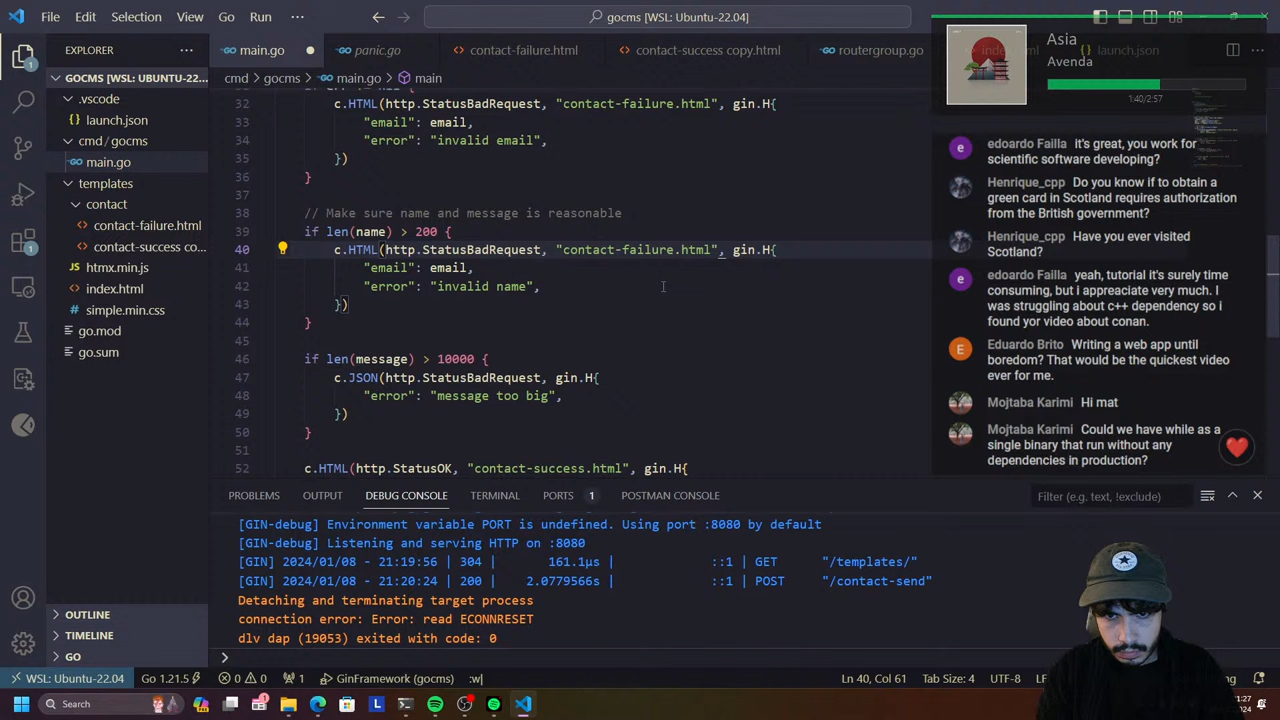 File Edit Selection View Go Run ··· gocms [WSL: Ubuntu-22.04]
EXPLORER ···
main.go panic.go contact-failure.html contact-success copy.html routergroup.go launch.json
GOCMS [WSL: UBUNTU-22....
cmd > gocms > main.go > main
.vscode
launch.json
cmd / gocms
main.go
templates
contact
contact-failure.html
contact-success co...
htmx.min.js
index.html
simple.min.css
go.mod
go.sum
OUTLINE
TIMELINE
GO
32 c.HTML(http.StatusBadRequest, "contact-failure.html", gin.H{
33 "email": email,
34 "error": "invalid email",
35 })
36 }
37
38 // Make sure name and message is reasonable
39 if len(name) > 200 {
40 c.HTML(http.StatusBadRequest, "contact-failure.html", gin.H{
41 "email": email,
42 "error": "invalid name",
43 })
44 }
45
46 if len(message) > 10000 {
47 c.JSON(http.StatusBadRequest, gin.H{
48 "error": "message too big",
49 })
50 }
51
52 c.HTML(http.StatusOK, "contact-success.html", gin.H{
Asia
Avenda
1:40/2:57
edoardo Failla it's great, you work for
scientific software developing?
Henrique_cpp Do you know if to obtain a
green card in Scotland requires authorization
from the British government?
Henrique_cpp Have you ever visited
Scotland?
edoardo Failla yeah, tutorial it's surely time
consuming, but i appreaciate very much. I
was struggling about c++ dependency so i
found yor video about conan.
Eduardo Brito Writing a web app until
boredom? That would be the quickest video
ever for me.
Mojtaba Karimi Hi mat
Mojtaba Karimi Could we have while as a
single binary that run without any
dependencies in production?
PROBLEMS OUTPUT DEBUG CONSOLE TERMINAL PORTS 1 POSTMAN CONSOLE Filter (e.g. text, !exclude)
[GIN-debug] Environment variable PORT is undefined. Using port :8080 by default
[GIN-debug] Listening and serving HTTP on :8080
[GIN] 2024/01/08 - 21:19:56 | 304 | 161.1µs | ::1 | GET "/templates/"
[GIN] 2024/01/08 - 21:20:24 | 200 | 2.0779566s | ::1 | POST "/contact-send"
Detaching and terminating target process
connection error: Error: read ECONNRESET
dlv dap (19053) exited with code: 0
WSL: Ubuntu-22.04 Go 1.21.5 0 0 1 GinFramework (gocms) :w Ln 40, Col 61 Tab Size: 4 UTF-8
Search